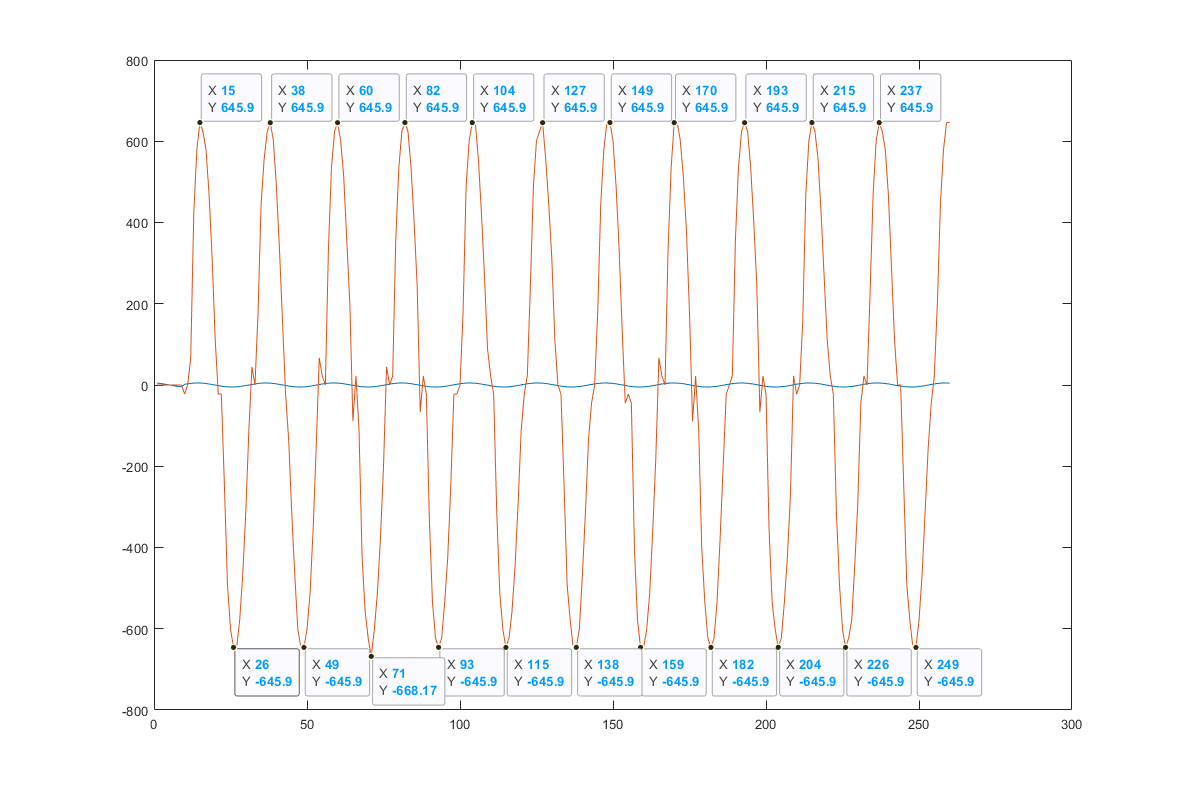 800
X 15
Y 645.9
X 38
Y 645.9
X 60
Y 645.9
X 82
Y 645.9
X 104
Y 645.9
X 127
Y 645.9
X 149
Y 645.9
X 170
Y 645.9
X 193
Y 645.9
X 215
Y 645.9
X 237
Y 645.9
600
400
200
0
-200
-400
-600
X 26
Y -645.9
X 49
Y -645.9
X 71
Y -668.17
X 93
Y -645.9
X 115
Y -645.9
X 138
Y -645.9
X 159
Y -645.9
X 182
Y -645.9
X 204
Y -645.9
X 226
Y -645.9
X 249
Y -645.9
-800
0 50 100 150 200 250 300